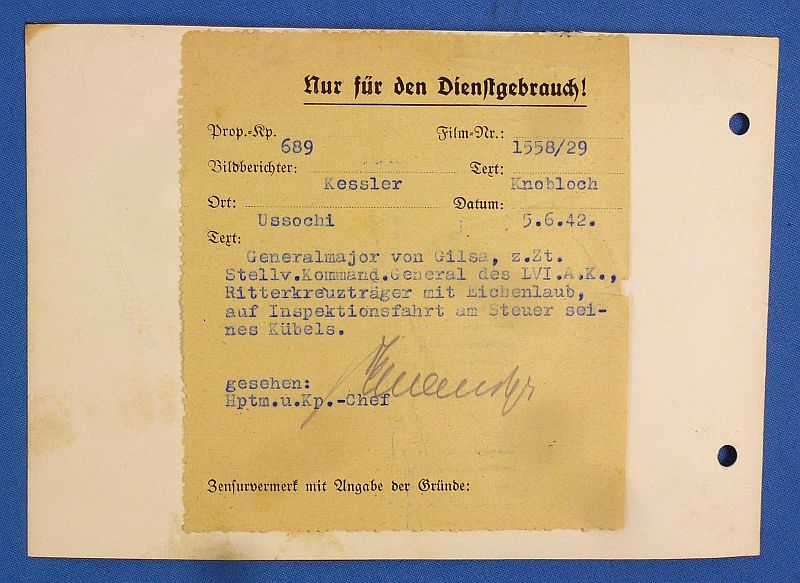 Nur für den Dienstgebrauch!
Prop.-Kp. 689 Film-Nr.: 1558/29
Bildberichter: Kessler Text: Knobloch
Ort: Ussochi Datum: 5.6.42.
Text:
Generalmajor von Gilsa, z.Zt.
Stellv.Kommand.General des LVI.A.K.,
Ritterkreuzträger mit Eichenlaub,
auf Inspektionsfahrt am Steuer sei-
nes Kübels.
gesehen:
Hptm.u.Kp.-Chef
Zensurvermerk mit Angabe der Gründe: